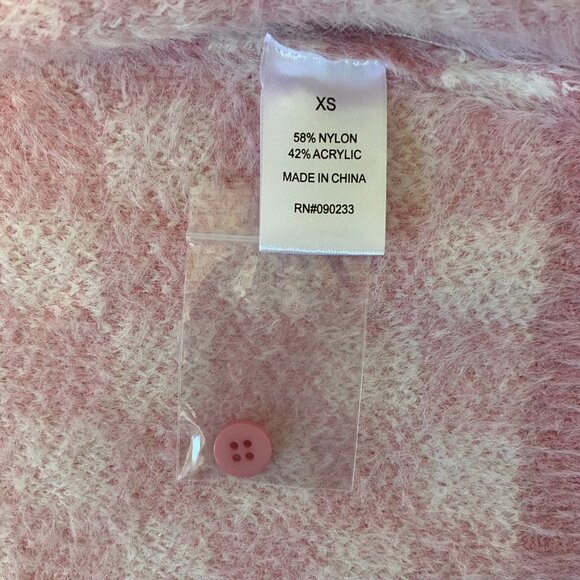 XS
58% NYLON
42% ACRYLIC
MADE IN CHINA
RN#090233